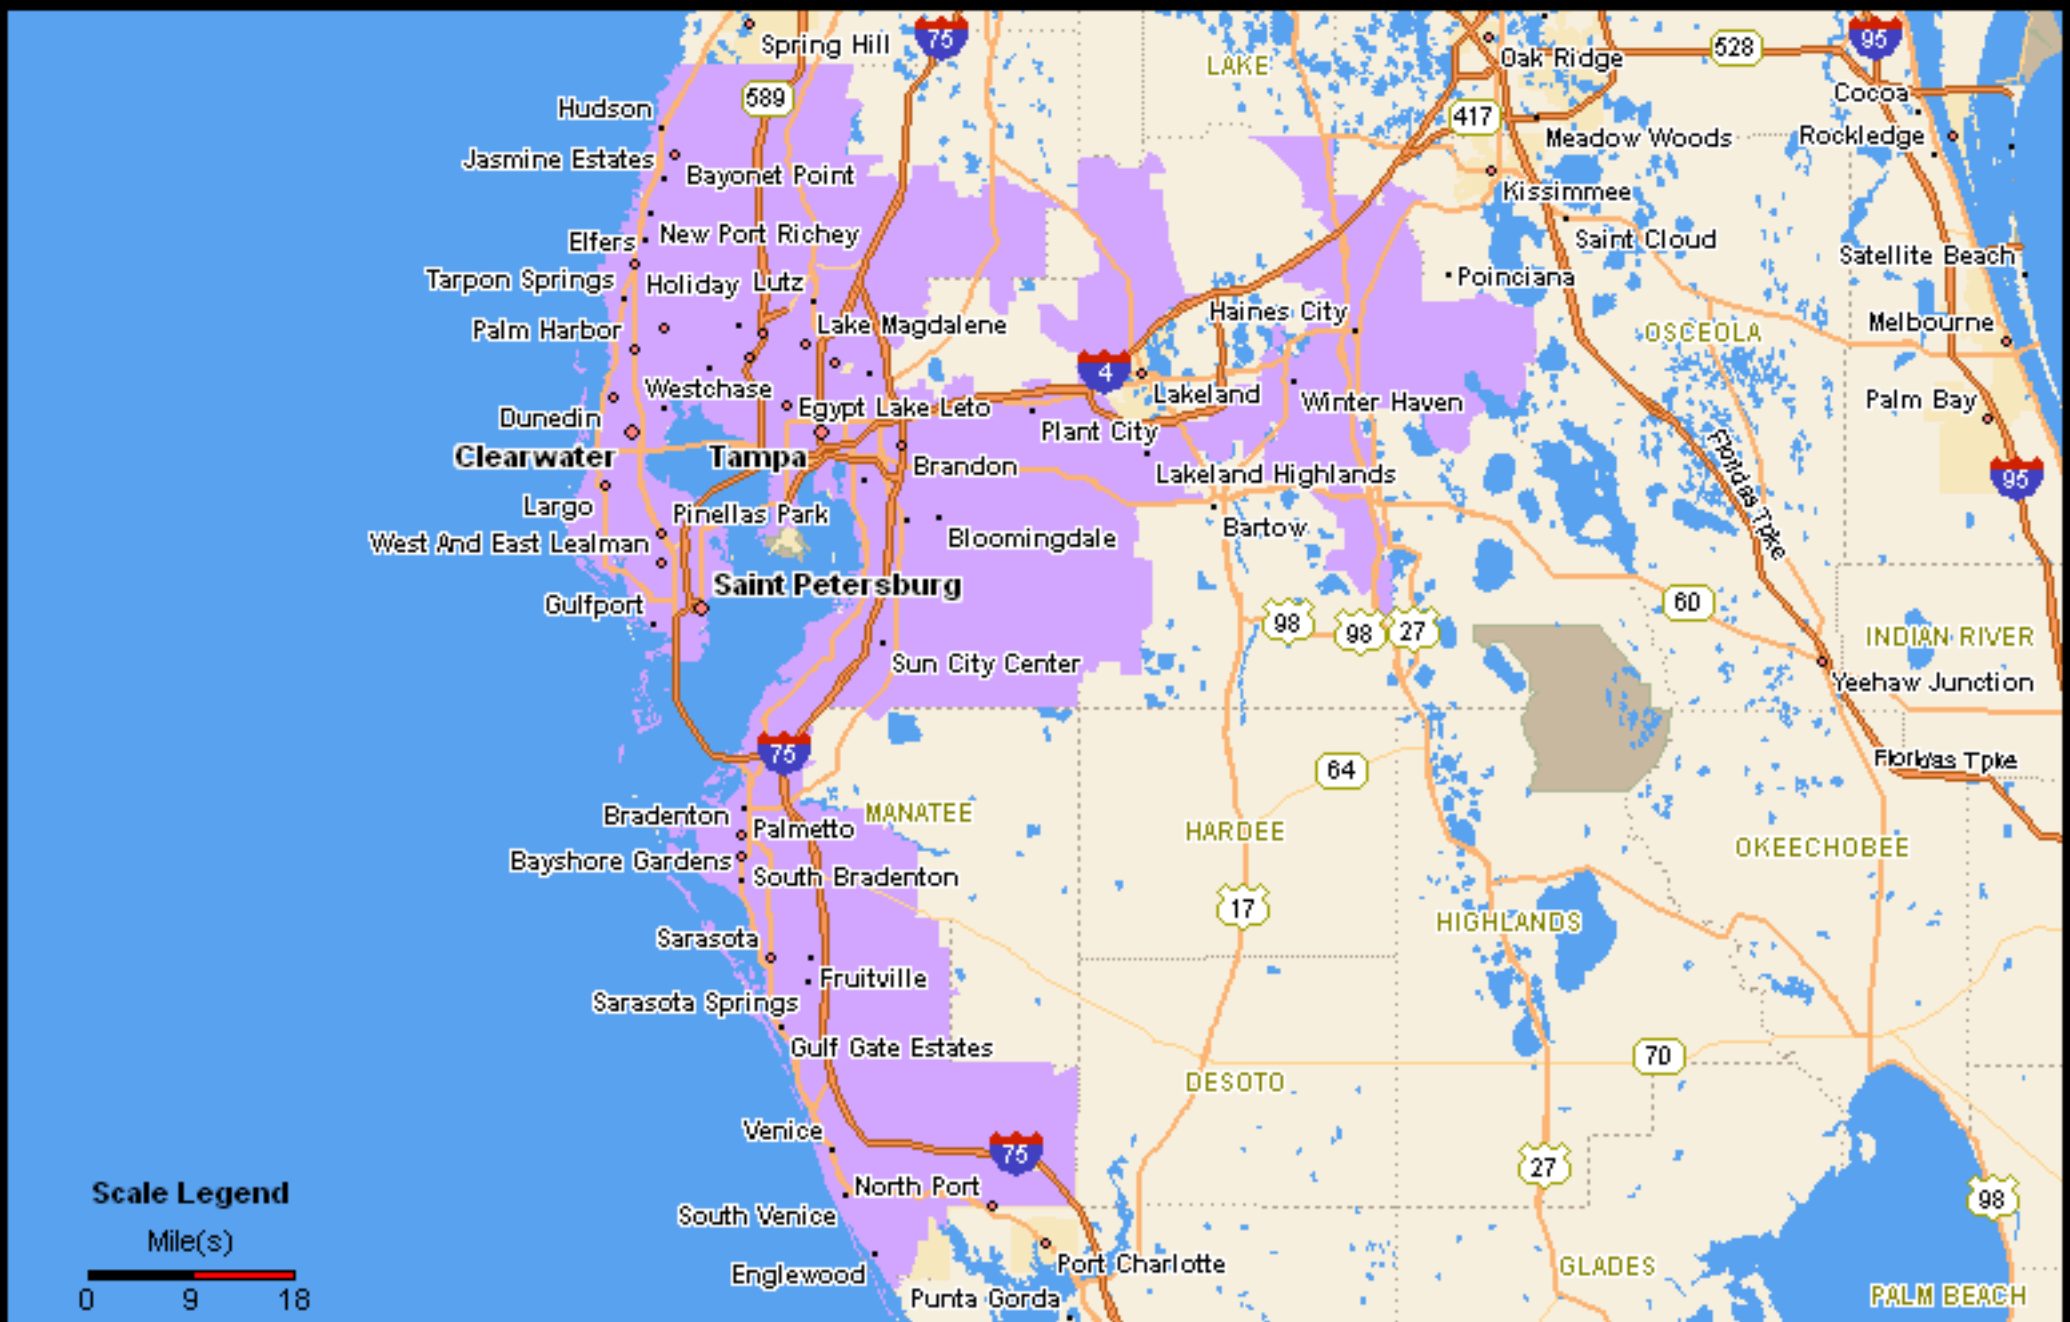 Spring Hill
75
LAKE
Oak Ridge
528
95
589
Hudson
417
Cocoa
Meadow Woods
Rockledge
Jasmine Estates
Bayonet Point
Kissimmee
Elfers
New Port Richey
Saint Cloud
Satellite Beach
Tarpon Springs
Holiday
Lutz
Poinciana
Palm Harbor
Lake Magdalene
Haines City
OSCEOLA
Melbourne
4
Westchase
Lakeland
Winter Haven
Palm Bay
Dunedin
Egypt Lake Leto
Plant City
Clearwater
Tampa
Brandon
Lakeland Highlands
Floridas Tpke
95
Largo
Pinellas Park
Bartow
West And East Lealman
Bloomingdale
Saint Petersburg
Gulfport
98
98
27
60
INDIAN RIVER
Sun City Center
Yeehaw Junction
75
64
Floridas Tpke
Bradenton
Palmetto
MANATEE
HARDEE
OKEECHOBEE
Bayshore Gardens
South Bradenton
17
HIGHLANDS
Sarasota
Fruitville
Sarasota Springs
Gulf Gate Estates
70
DESOTO
Venice
75
27
Scale Legend
North Port
98
South Venice
Mile(s)
Englewood
Port Charlotte
GLADES
0 9 18
Punta Gorda
PALM BEACH